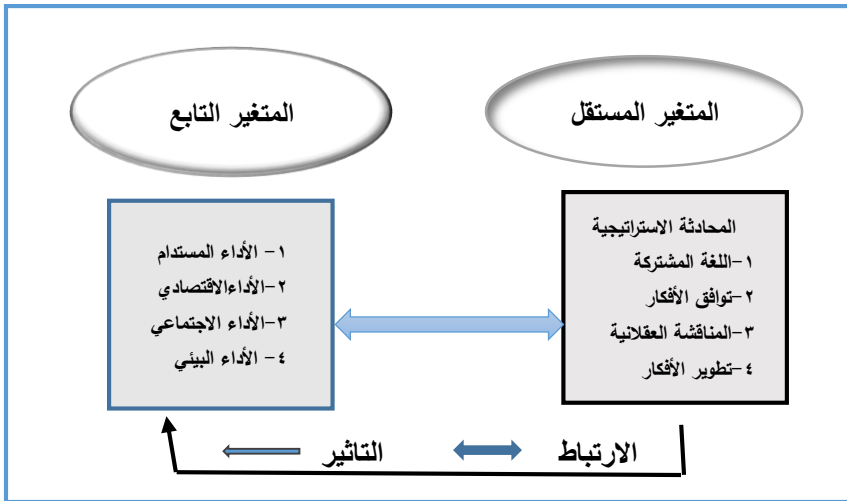 المتغير المستقل
المتغير التابع
المحادثة الاستراتيجية
١-اللغة المشتركة
٢-توافق الأفكار
٣-المناقشة العقلانية
٤-تطوير الأفكار
١- الأداء المستدام
٢-الأداءالاقتصادي
٣-الأداء الاجتماعي
٤- الأداء البيئي
الارتباط
التاثير